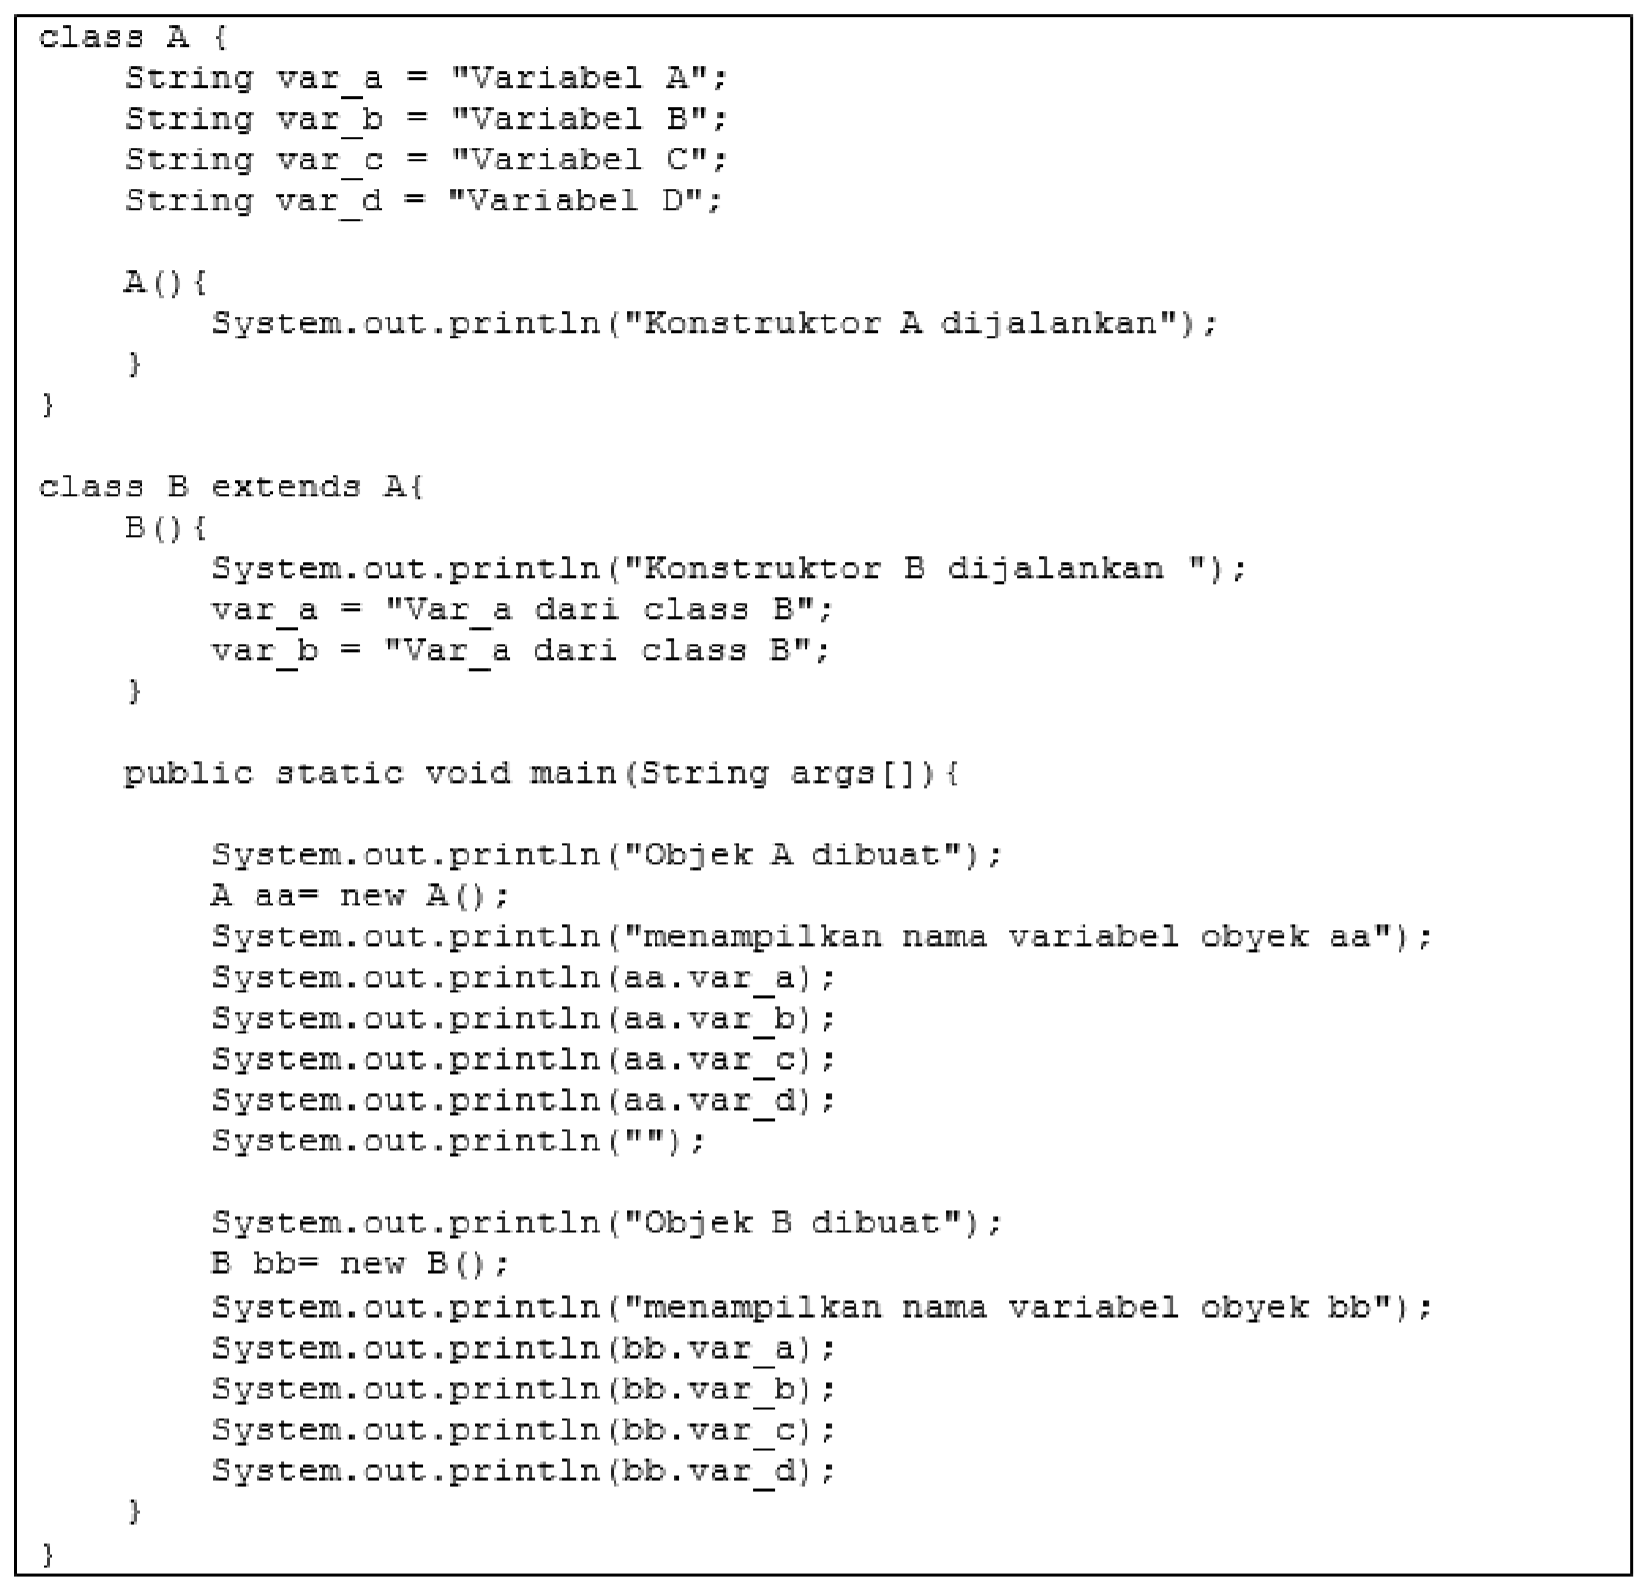 class A {
String var_a = "Variabel A";
String var_b = "Variabel B";
String var_c = "Variabel C";
String var_d = "Variabel D";
A(){
System.out.println("Konstruktor A dijalankan");
}
}
class B extends A{
B(){
System.out.println("Konstruktor B dijalankan ");
var_a = "Var_a dari class B";
var_b = "Var_a dari class B";
}
public static void main(String args[]){
System.out.println("Objek A dibuat");
A aa= new A();
System.out.println("menampilkan nama variabel obyek aa");
System.out.println(aa.var_a);
System.out.println(aa.var_b);
System.out.println(aa.var_c);
System.out.println(aa.var_d);
System.out.println("");
System.out.println("Objek B dibuat");
B bb= new B();
System.out.println("menampilkan nama variabel obyek bb");
System.out.println(bb.var_a);
System.out.println(bb.var_b);
System.out.println(bb.var_c);
System.out.println(bb.var_d);
}
}